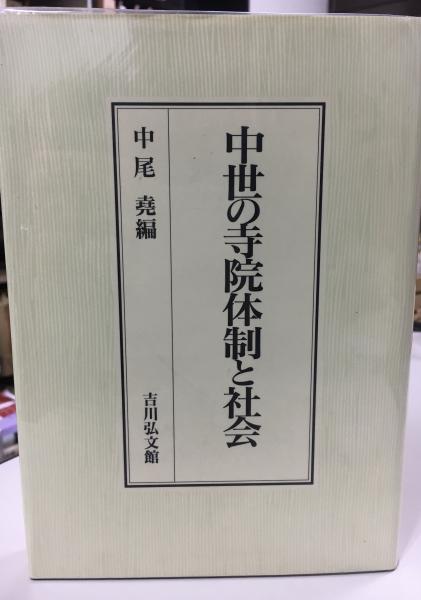 中世の寺院体制と社会
中尾 堯編
吉川弘文館